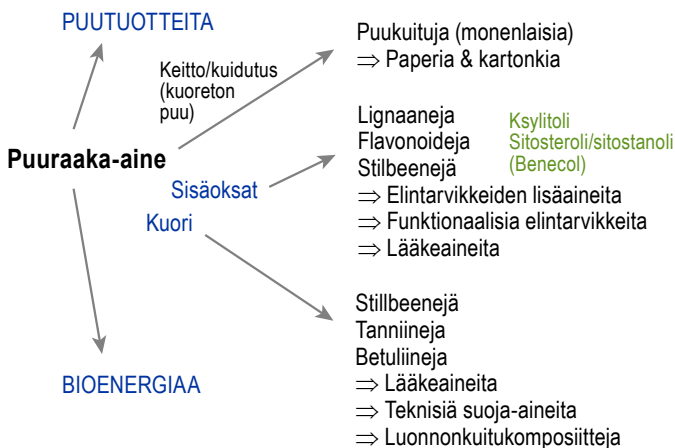 PUUTUOTTEITA
Keitto/kuidutus
(kuoreton
puu)
Puukuituja (monenlaisia)
⇒ Paperia & kartonkia
Puuraaka-aine
Sisäoksat
Kuori
Lignaaneja
Flavonoideja
Stilbeenejä
Ksylitoli
Sitosteroli/sitostanoli
(Benecol)
⇒ Elintarvikkeiden lisäaineita
⇒ Funktionaalisia elintarvikkeita
⇒ Lääkeaineita
Stillbeenejä
Tanniineja
Betuliineja
⇒ Lääkeaineita
⇒ Teknisiä suoja-aineita
⇒ Luonnonkuitukomposiitteja
BIOENERGIAA